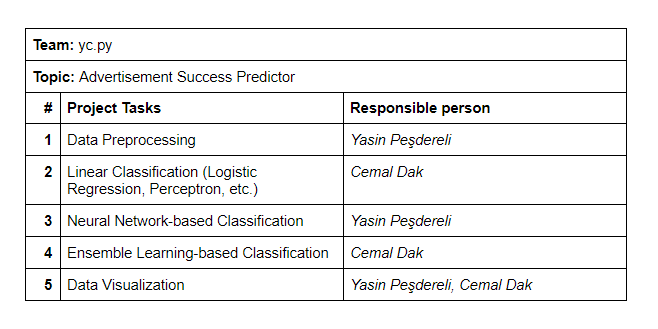 Team: yc.py
Topic: Advertisement Success Predictor
# Project Tasks Responsible person
1 Data Preprocessing Yasin Peşdereli
2 Linear Classification (Logistic Cemal Dak
Regression, Perceptron, etc.)
3 Neural Network-based Classification Yasin Peşdereli
4 Ensemble Learning-based Classification Cemal Dak
5 Data Visualization Yasin Peşdereli, Cemal Dak